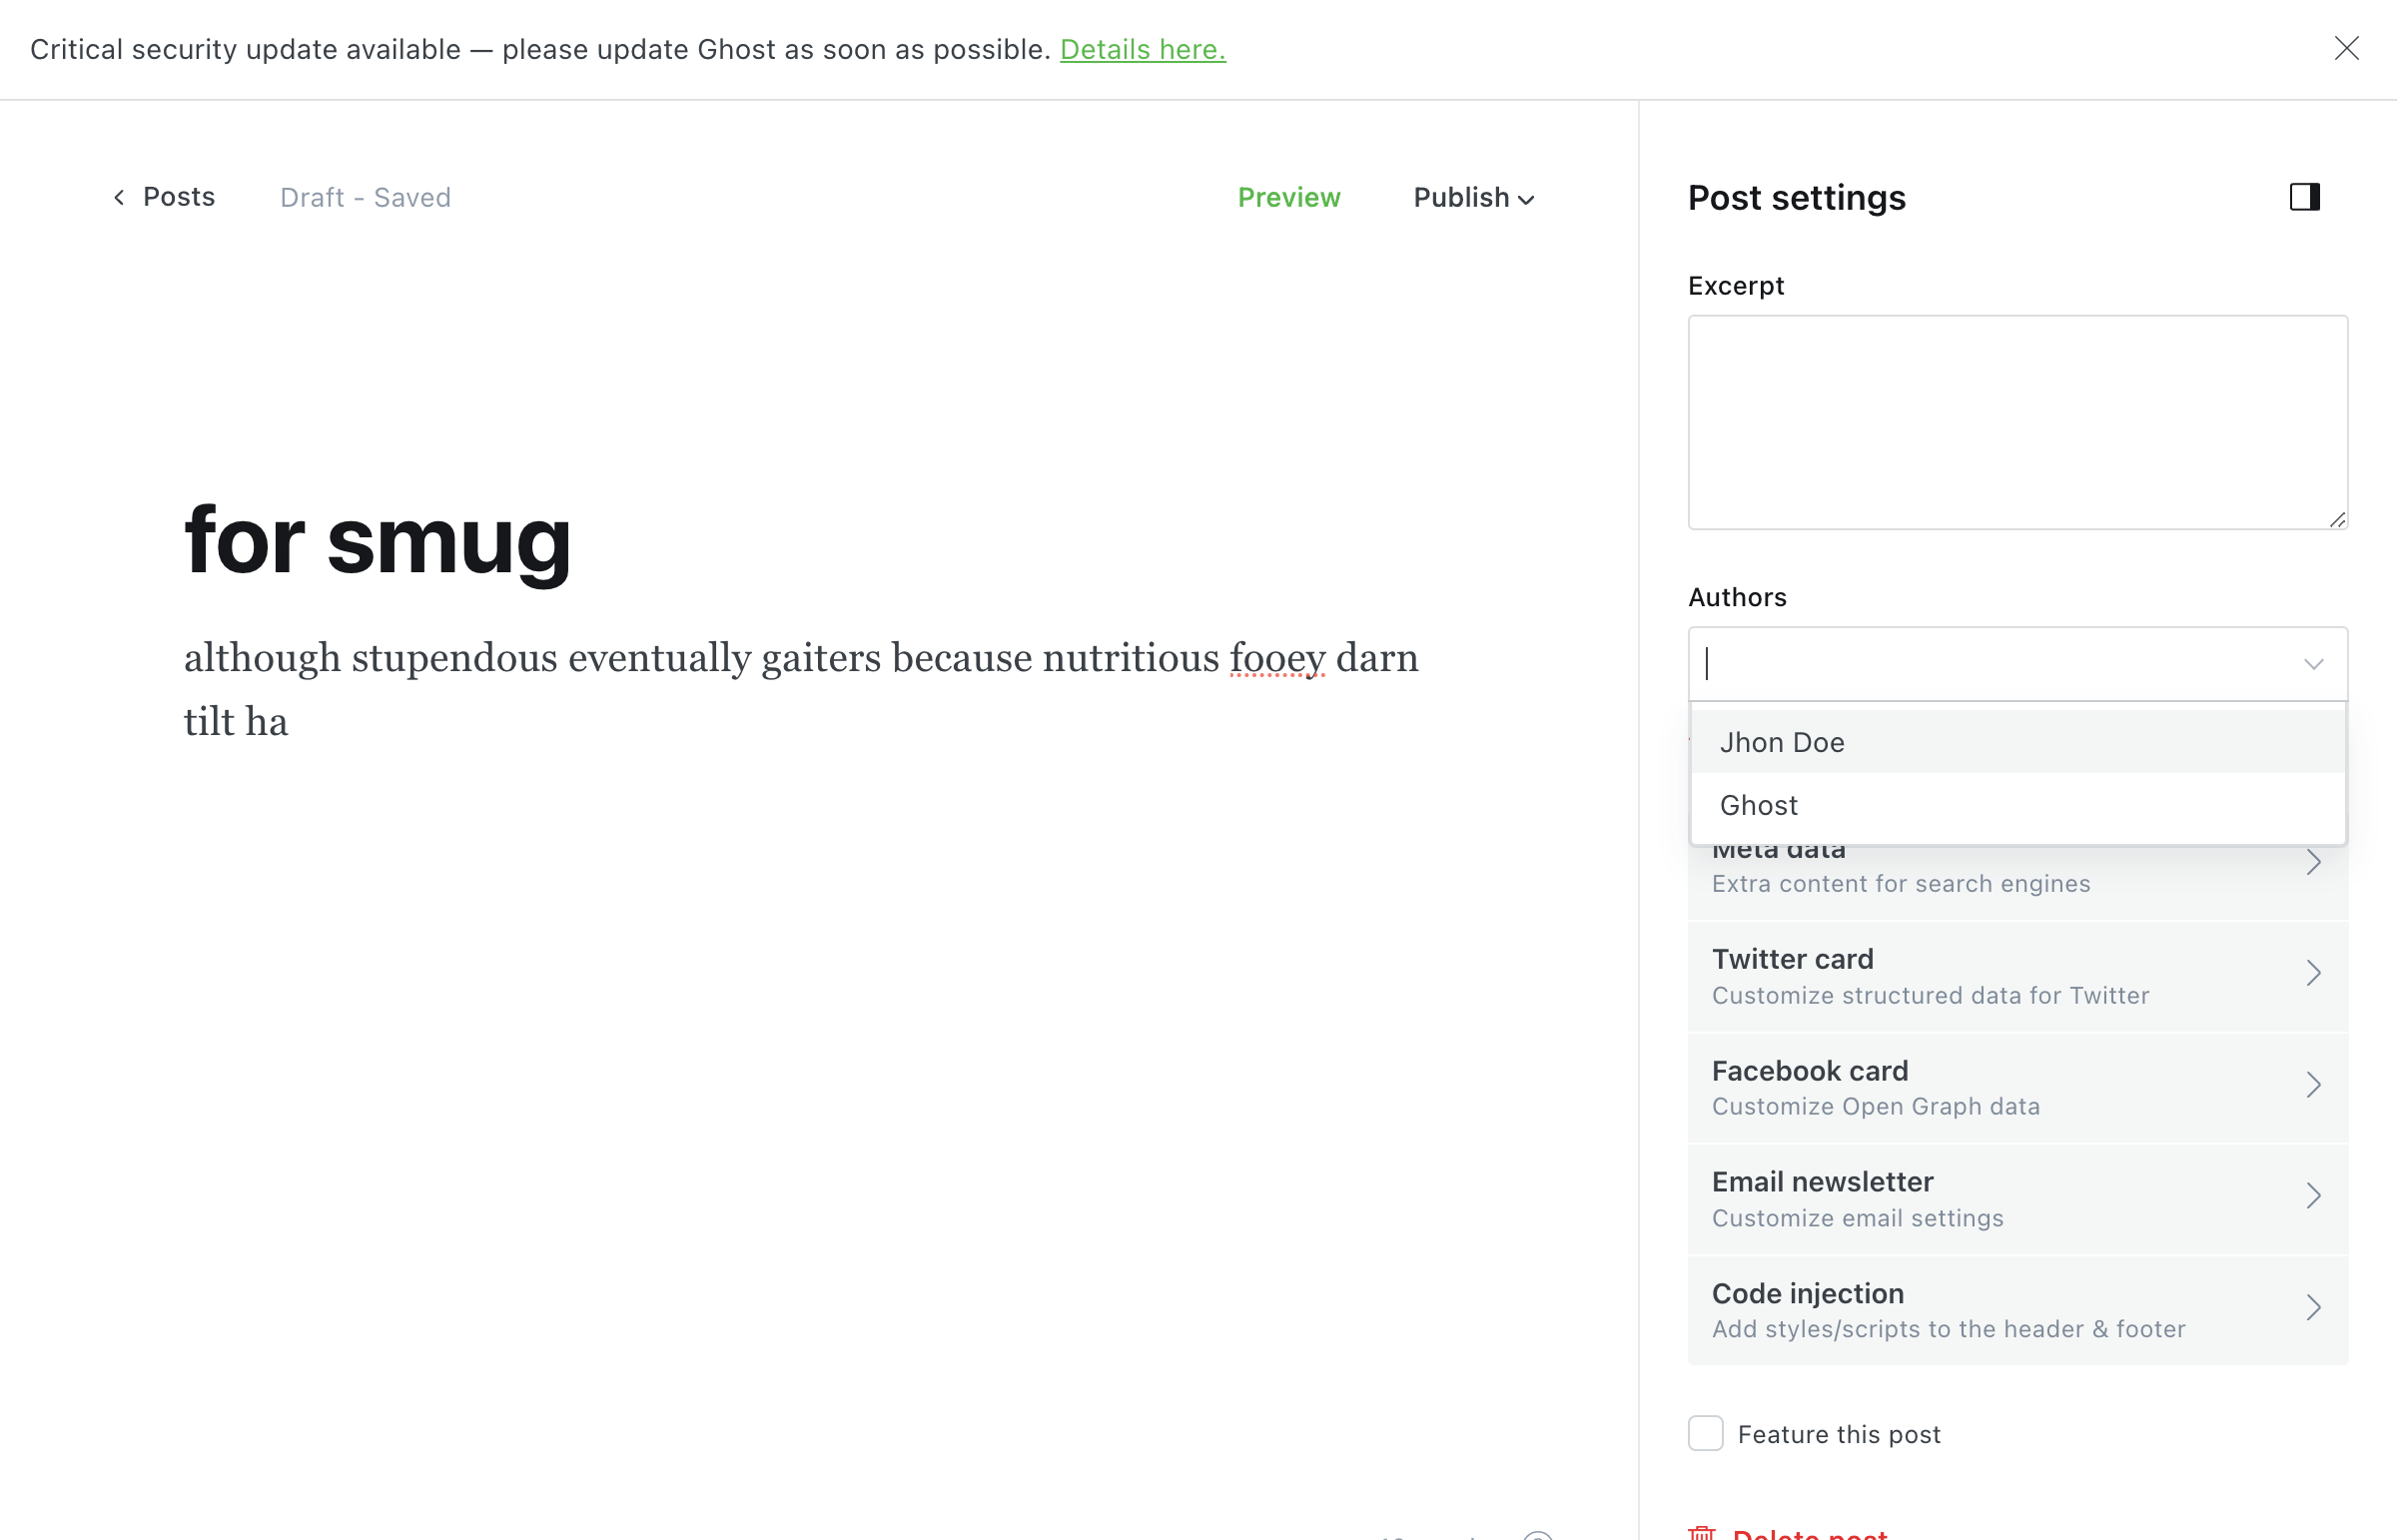 Critical security update available — please update Ghost as soon as possible. Details here.
Posts
Draft - Saved
Preview
Publish
for smug
although stupendous eventually gaiters because nutritious fooey darn
tilt ha
Post settings
Excerpt
Authors
Jhon Doe
Ghost
Meta data
Extra content for search engines
Twitter card
Customize structured data for Twitter
Facebook card
Customize Open Graph data
Email newsletter
Customize email settings
Code injection
Add styles/scripts to the header & footer
Feature this post
Delete post